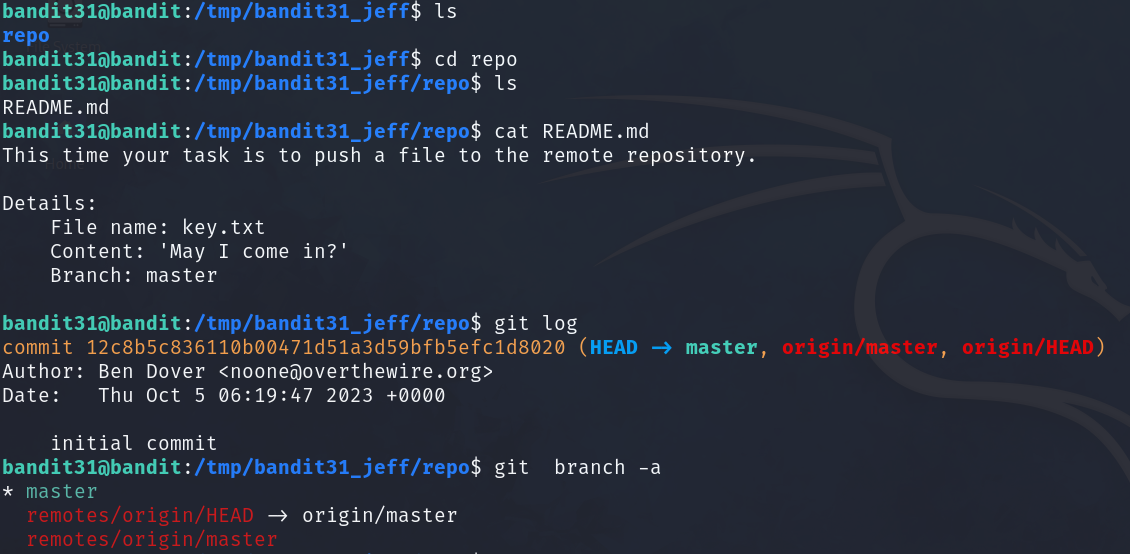 bandit31@bandit:/tmp/bandit31_jeff$ ls
repo
bandit31@bandit:/tmp/bandit31_jeff$ cd repo
bandit31@bandit:/tmp/bandit31_jeff/repo$ ls
README.md
bandit31@bandit:/tmp/bandit31_jeff/repo$ cat README.md
This time your task is to push a file to the remote repository.

Details:
    File name: key.txt
    Content: 'May I come in?'
    Branch: master

bandit31@bandit:/tmp/bandit31_jeff/repo$ git log
commit 12c8b5c836110b00471d51a3d59bfb5efc1d8020 (HEAD -> master, origin/master, origin/HEAD)
Author: Ben Dover <noone@overthewire.org>
Date:   Thu Oct 5 06:19:47 2023 +0000

    initial commit
bandit31@bandit:/tmp/bandit31_jeff/repo$ git  branch -a
* master
  remotes/origin/HEAD -> origin/master
  remotes/origin/master